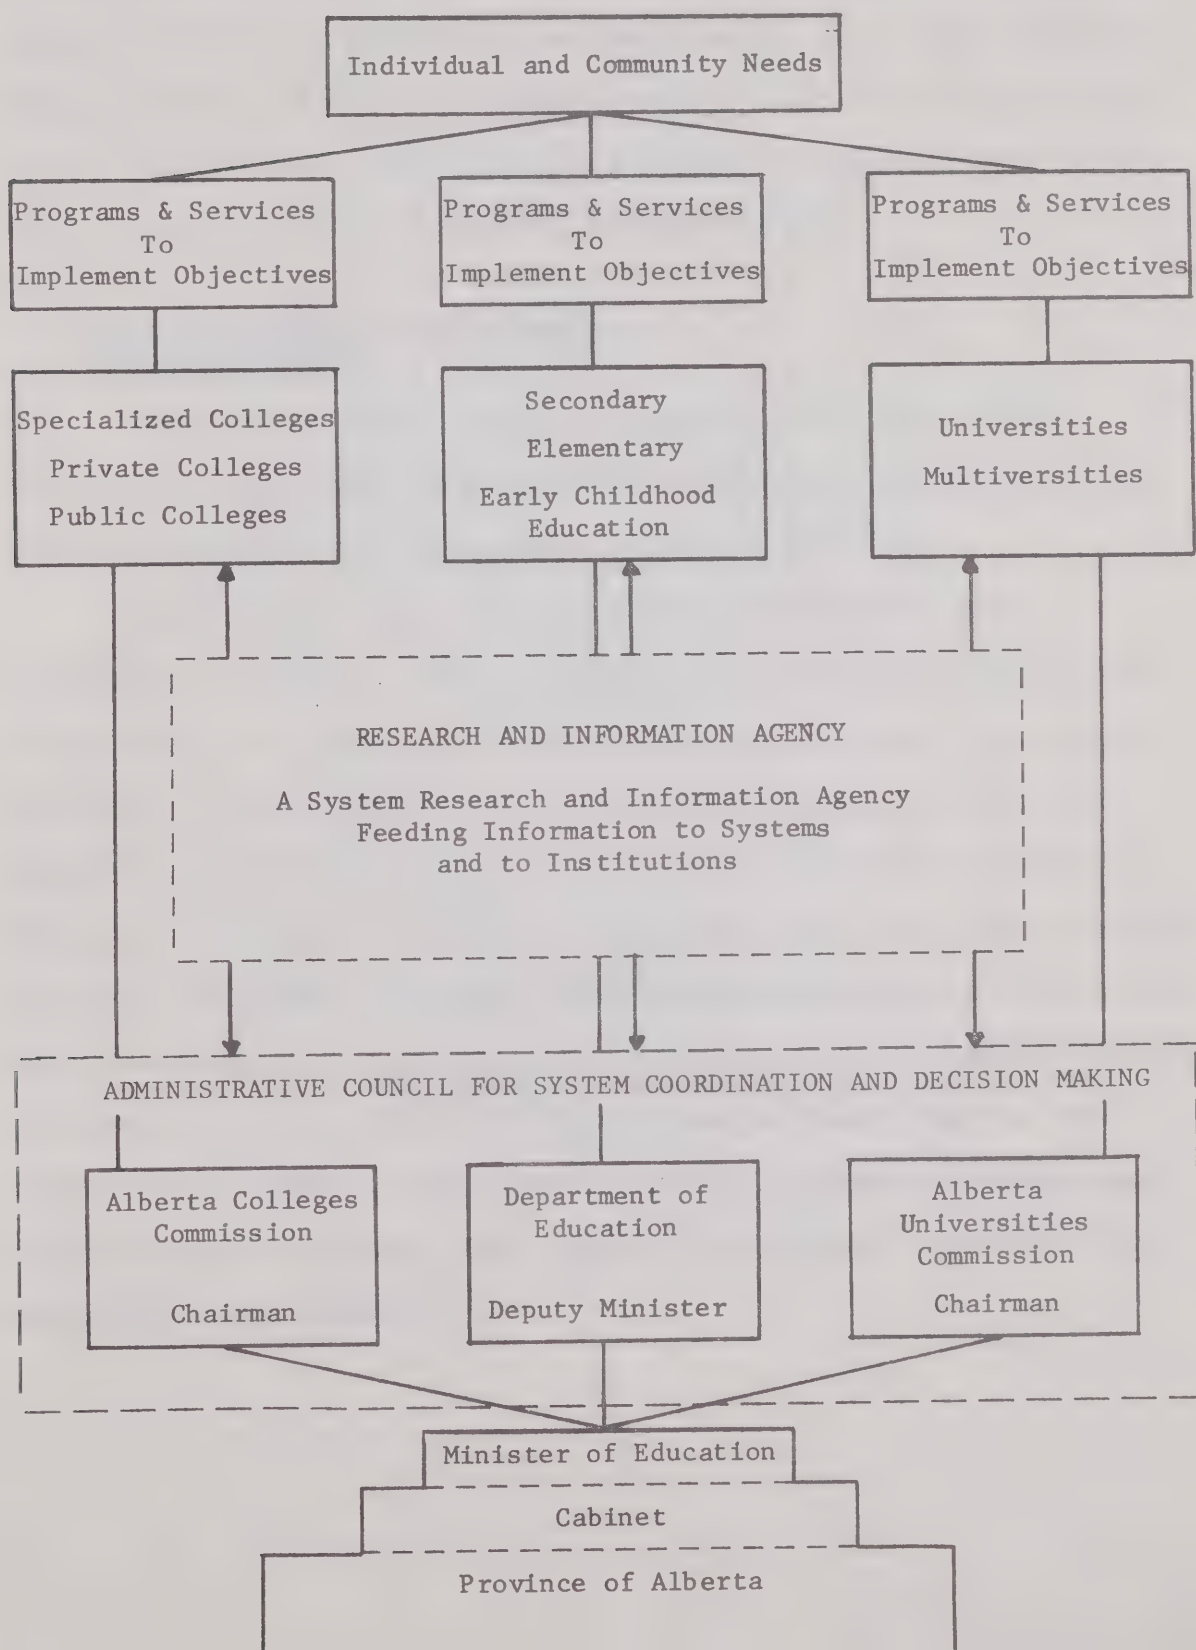 Individual and Community Needs
Programs & Services
To
Implement Objectives
Programs & Services
To
Implement Objectives
Programs & Services
To
Implement Objectives
Specialized Colleges
Private Colleges
Public Colleges
Secondary
Elementary
Early Childhood
Education
Universities
Multiversities
RESEARCH AND INFORMATION AGENCY
A System Research and Information Agency
Feeding Information to Systems
and to Institutions
ADMINISTRATIVE COUNCIL FOR SYSTEM COORDINATION AND DECISION MAKING
Alberta Colleges
Commission
Chairman
Department of
Education
Deputy Minister
Alberta
Universities
Commission
Chairman
Minister of Education
Cabinet
Province of Alberta